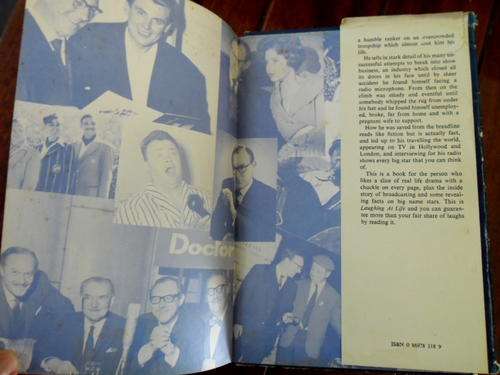 Doctor
a humble ranker on an overcrowded
troopship which almost cost him his
life.
He tells in stark detail of his many un-
successful attempts to break into show-
business, an industry which closed all
its doors in his face until by sheer
accident he found himself facing a
radio microphone. From then on the
climb was steady and eventful until
somebody whipped the rug from under
his feet and he found himself unemploy-
ed, broke, far from home and with a
pregnant wife to support.
How he was saved from the breadline
reads like fiction but is actually fact,
and led up to his travelling the world,
appearing on TV in Hollywood and
London, and interviewing for his radio
shows every big star that you can think
of.
This is a book for the person who
likes a slice of real life drama with a
chuckle on every page, plus the inside
story of broadcasting and some reveal-
ing facts on big name stars. This is
Laughing At Life and you can guaran-
tee more than your fair share of laughs
by reading it.
ISBN 0 86978 118 9